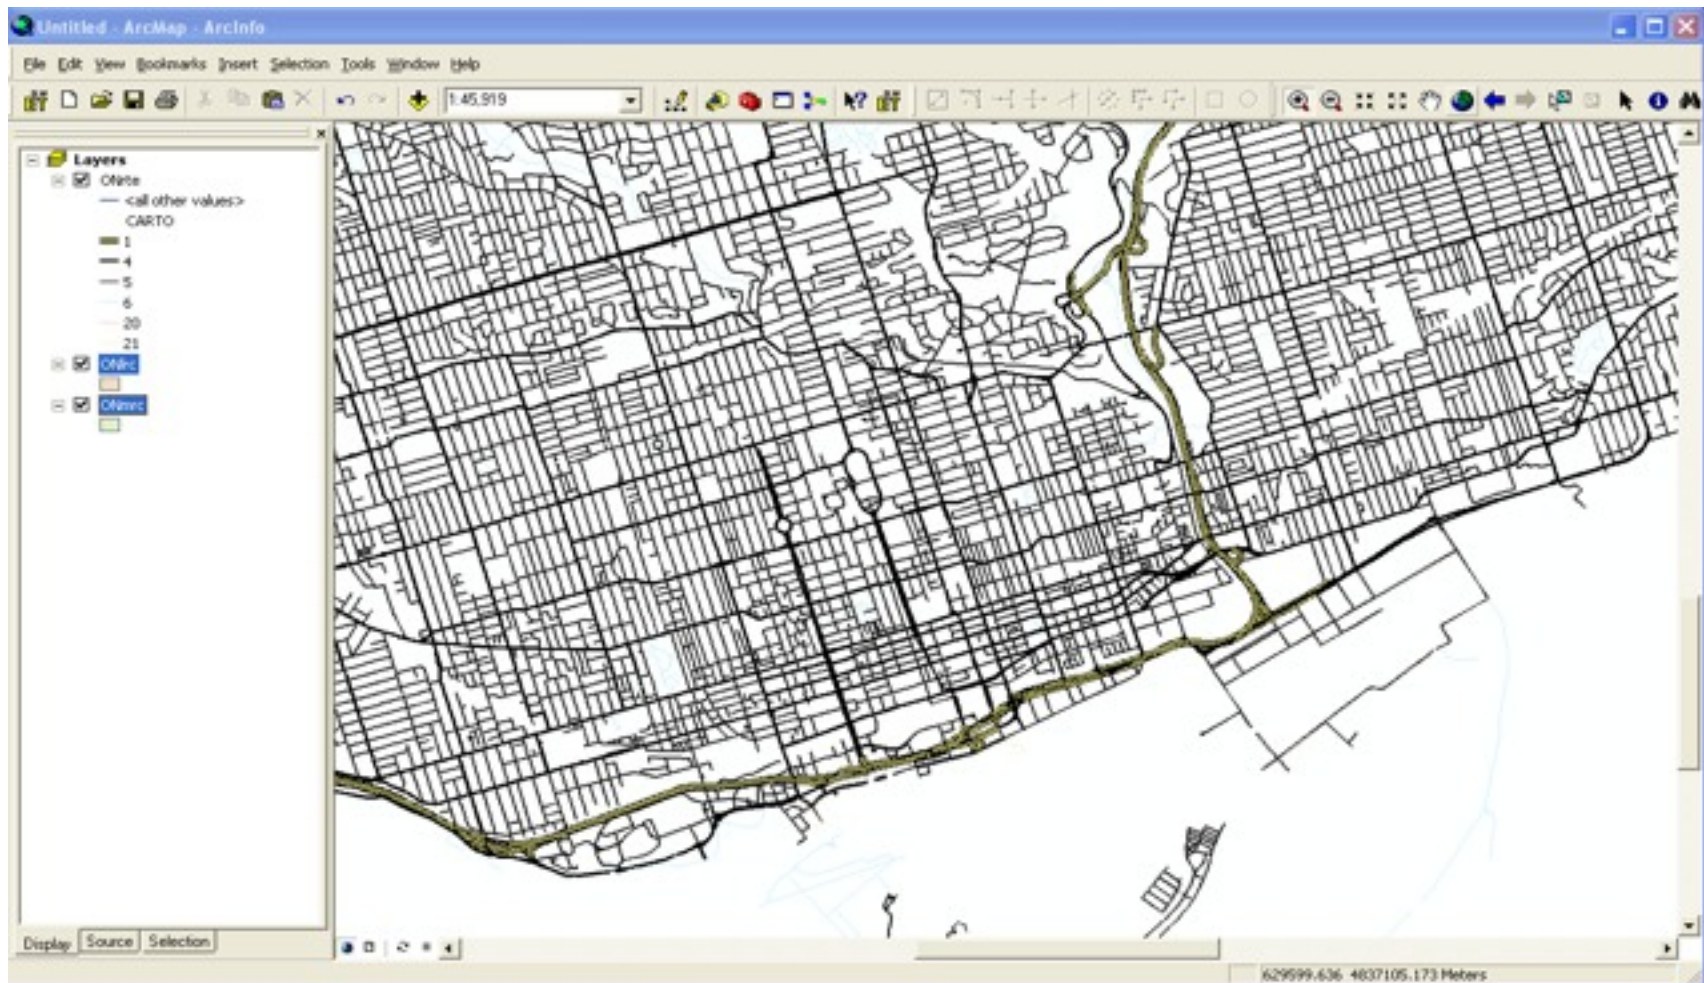 Untitled - ArcMap - ArcInfo
File Edit View Bookmarks Insert Selection Tools Window Help
1:45,919
Layers
ONrte
<all other values>
CARTO
1
4
5
6
20
21
ONlrc
ONmrc
Display Source Selection
629599.636 4837105.173 Meters